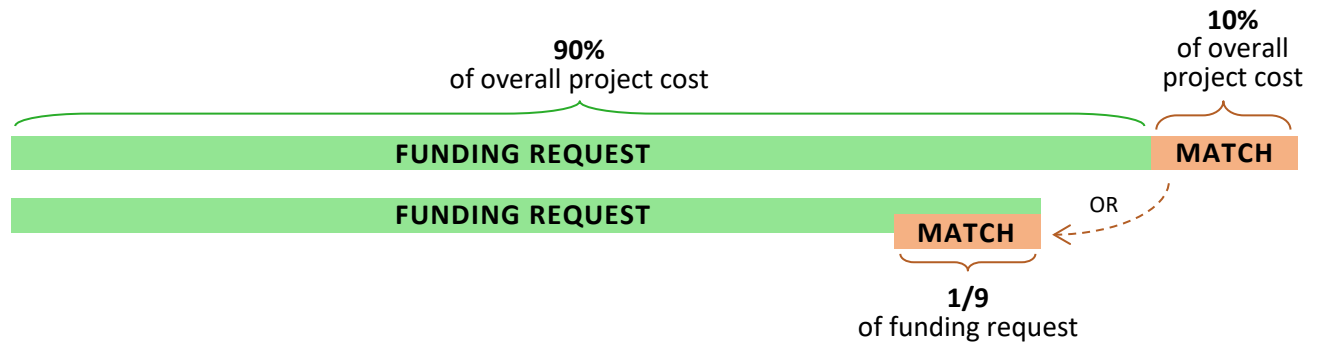 90%
of overall project cost
10%
of overall
project cost
FUNDING REQUEST
MATCH
FUNDING REQUEST
OR
MATCH
1/9
of funding request